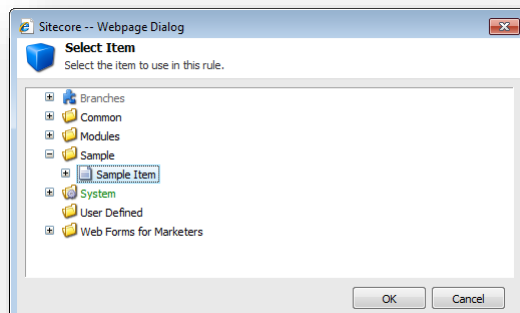 Sitecore -- Webpage Dialog
Select Item
Select the item to use in this rule.
Branches
Common
Modules
Sample
Sample Item
System
User Defined
Web Forms for Marketers
OK Cancel